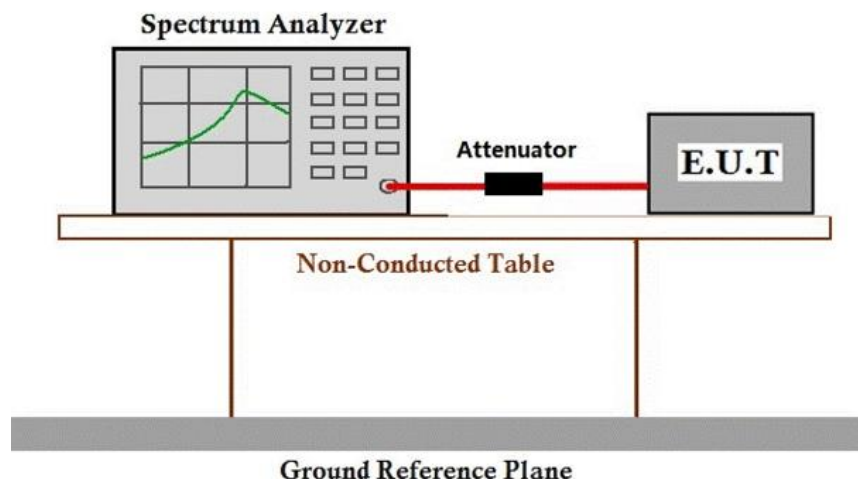 Spectrum Analyzer
Attenuator
E.U.T
Non-Conducted Table
Ground Reference Plane